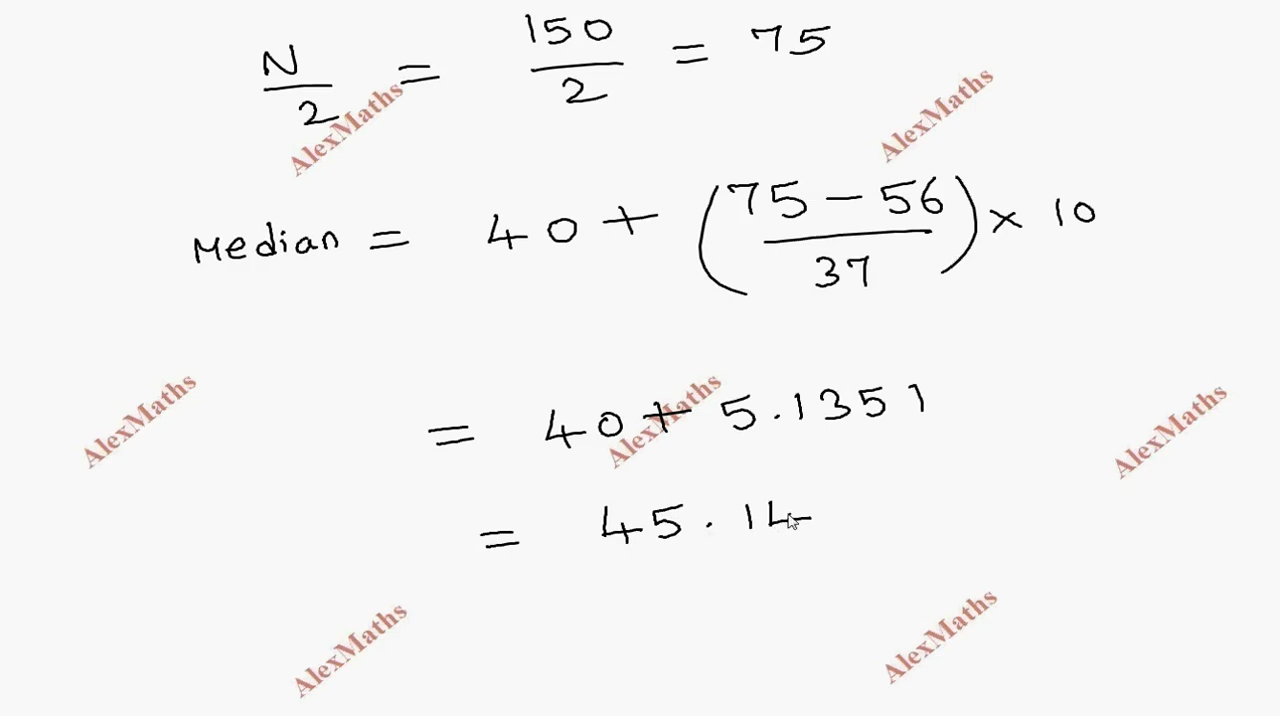 N/2 = 150/2 = 75
AlexMaths AlexMaths
Median = 40 + (75 - 56 / 37) × 10
AlexMaths AlexMaths AlexMaths
= 40 + 5.1351
= 45.14
AlexMaths AlexMaths